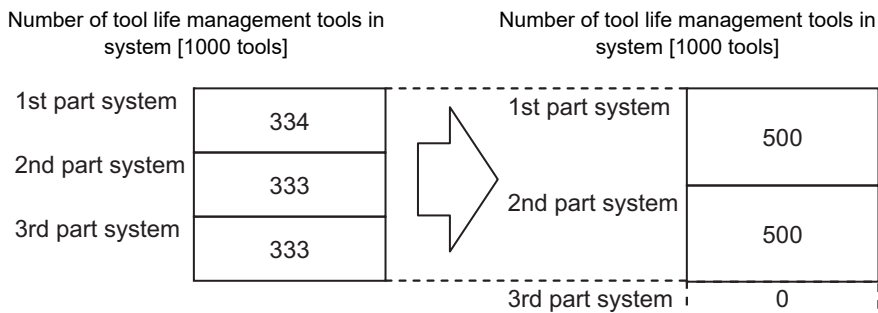 Number of tool life management tools in
system [1000 tools]
1st part system
334
2nd part system
333
3rd part system
333
Number of tool life management tools in
system [1000 tools]
1st part system
500
2nd part system
500
3rd part system
0